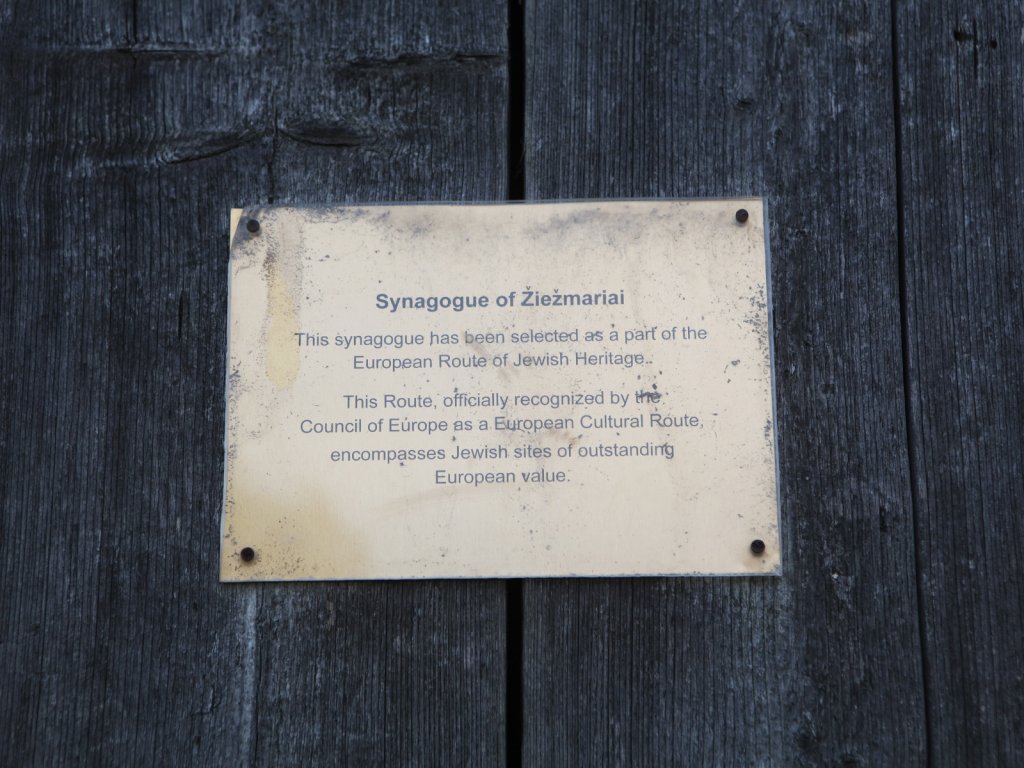 Synagogue of Žiežmariai
This synagogue has been selected as a part of the
European Route of Jewish Heritage.
This Route, officially recognized by the
Council of Europe as a European Cultural Route,
encompasses Jewish sites of outstanding
European value.